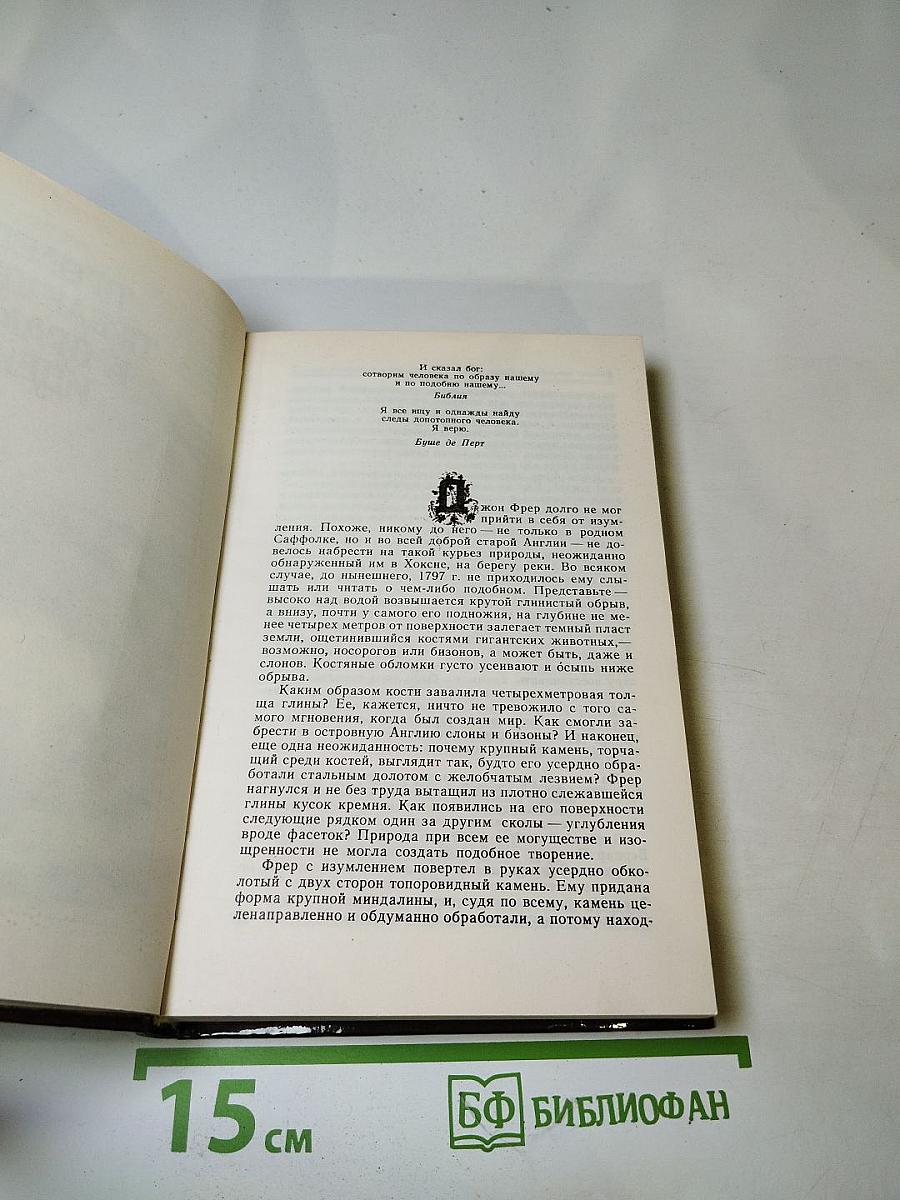 И сказал бог:
сотворим человека по образу нашему
и по подобию нашему...
Библия
Я все ищу и однажды найду
следы допотопного человека.
Я верю.
Буше де Перт
Джон Фрер долго не мог
прийти в себя от изум-
ления. Похоже, никому до него — не только в родном
Саффолке, но и во всей доброй старой Англии — не до-
велось набрести на такой курьез природы, неожиданно
обнаруженный им в Хоксне, на берегу реки. Во всяком
случае, до нынешнего, 1797 г. не приходилось ему слы-
шать или читать о чем-либо подобном. Представьте —
высоко над водой возвышается крутой глинистый обрыв,
а внизу, почти у самого его подножия, на глубине не ме-
нее четырех метров от поверхности залегает темный пласт
земли, ощетинившийся костями гигантских животных,—
возможно, носорогов или бизонов, а может быть, даже и
слонов. Костяные обломки густо усеивают и о́сыпь ниже
обрыва.
Каким образом кости завалила четырехметровая тол-
ща глины? Ее, кажется, ничто не тревожило с того са-
мого мгновения, когда был создан мир. Как смогли за-
брести в островную Англию слоны и бизоны? И наконец,
еще одна неожиданность: почему крупный камень, торча-
щий среди костей, выглядит так, будто его усердно обра-
ботали стальным долотом с желобчатым лезвием? Фрер
нагнулся и не без труда вытащил из плотно слежавшейся
глины кусок кремня. Как появились на его поверхности
следующие рядком один за другим сколы — углубления
вроде фасеток? Природа при всем ее могуществе и изо-
щренности не могла создать подобное творение.
Фрер с изумлением повертел в руках усердно обко-
лотый с двух сторон топоровидный камень. Ему придана
форма крупной миндалины, и, судя по всему, камень це-
ленаправленно и обдуманно обработали, а потому наход-
15 см
БФ БИБЛИОФАН